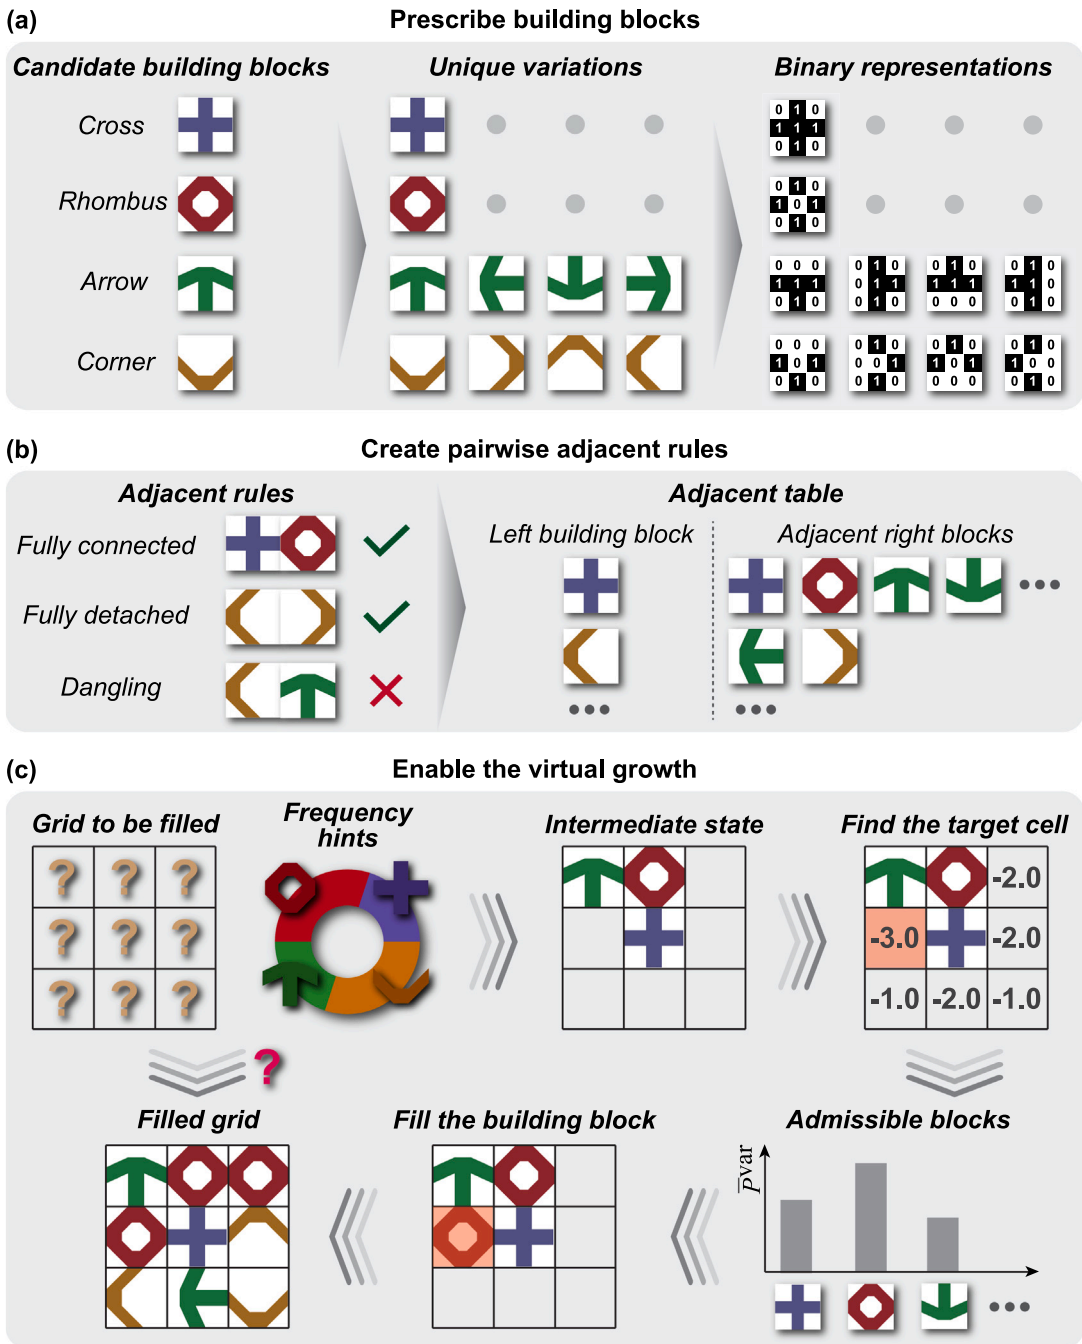 (a)
Prescribe building blocks
Candidate building blocks
Unique variations
Binary representations
Cross
0 1 0
1 1 1
0 1 0
Rhombus
0 1 0
1 0 1
0 1 0
Arrow
0 0 0 0 1 0 0 1 0 0 1 0
1 1 1 0 1 1 1 1 1 1 1 0
0 1 0 0 1 0 0 0 0 0 1 0
Corner
0 0 0 0 1 0 0 1 0 0 1 0
1 0 1 0 0 1 1 0 1 1 0 0
0 1 0 0 1 0 0 0 0 0 1 0
(b)
Create pairwise adjacent rules
Adjacent rules
Adjacent table
Fully connected
Left building block
Adjacent right blocks
Fully detached
Dangling
(c)
Enable the virtual growth
Grid to be filled
Frequency
hints
Intermediate state
Find the target cell
? ? ?
? ? ?
? ? ?
-2.0
-3.0 -2.0
-1.0 -2.0 -1.0
?
Filled grid
Fill the building block
Admissible blocks
P̅var